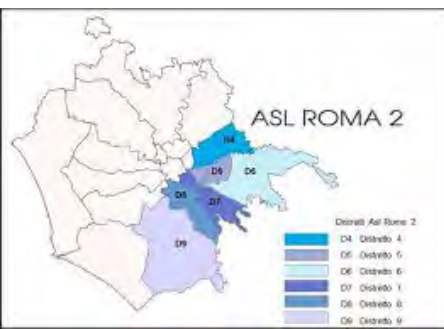 ASL ROMA 2
D4
D5
D6
D8
D7
D9
Distretti Asl Roma 2
D4 Distretto 4
D5 Distretto 5
D6 Distretto 6
D7 Distretto 7
D8 Distretto 8
D9 Distretto 9